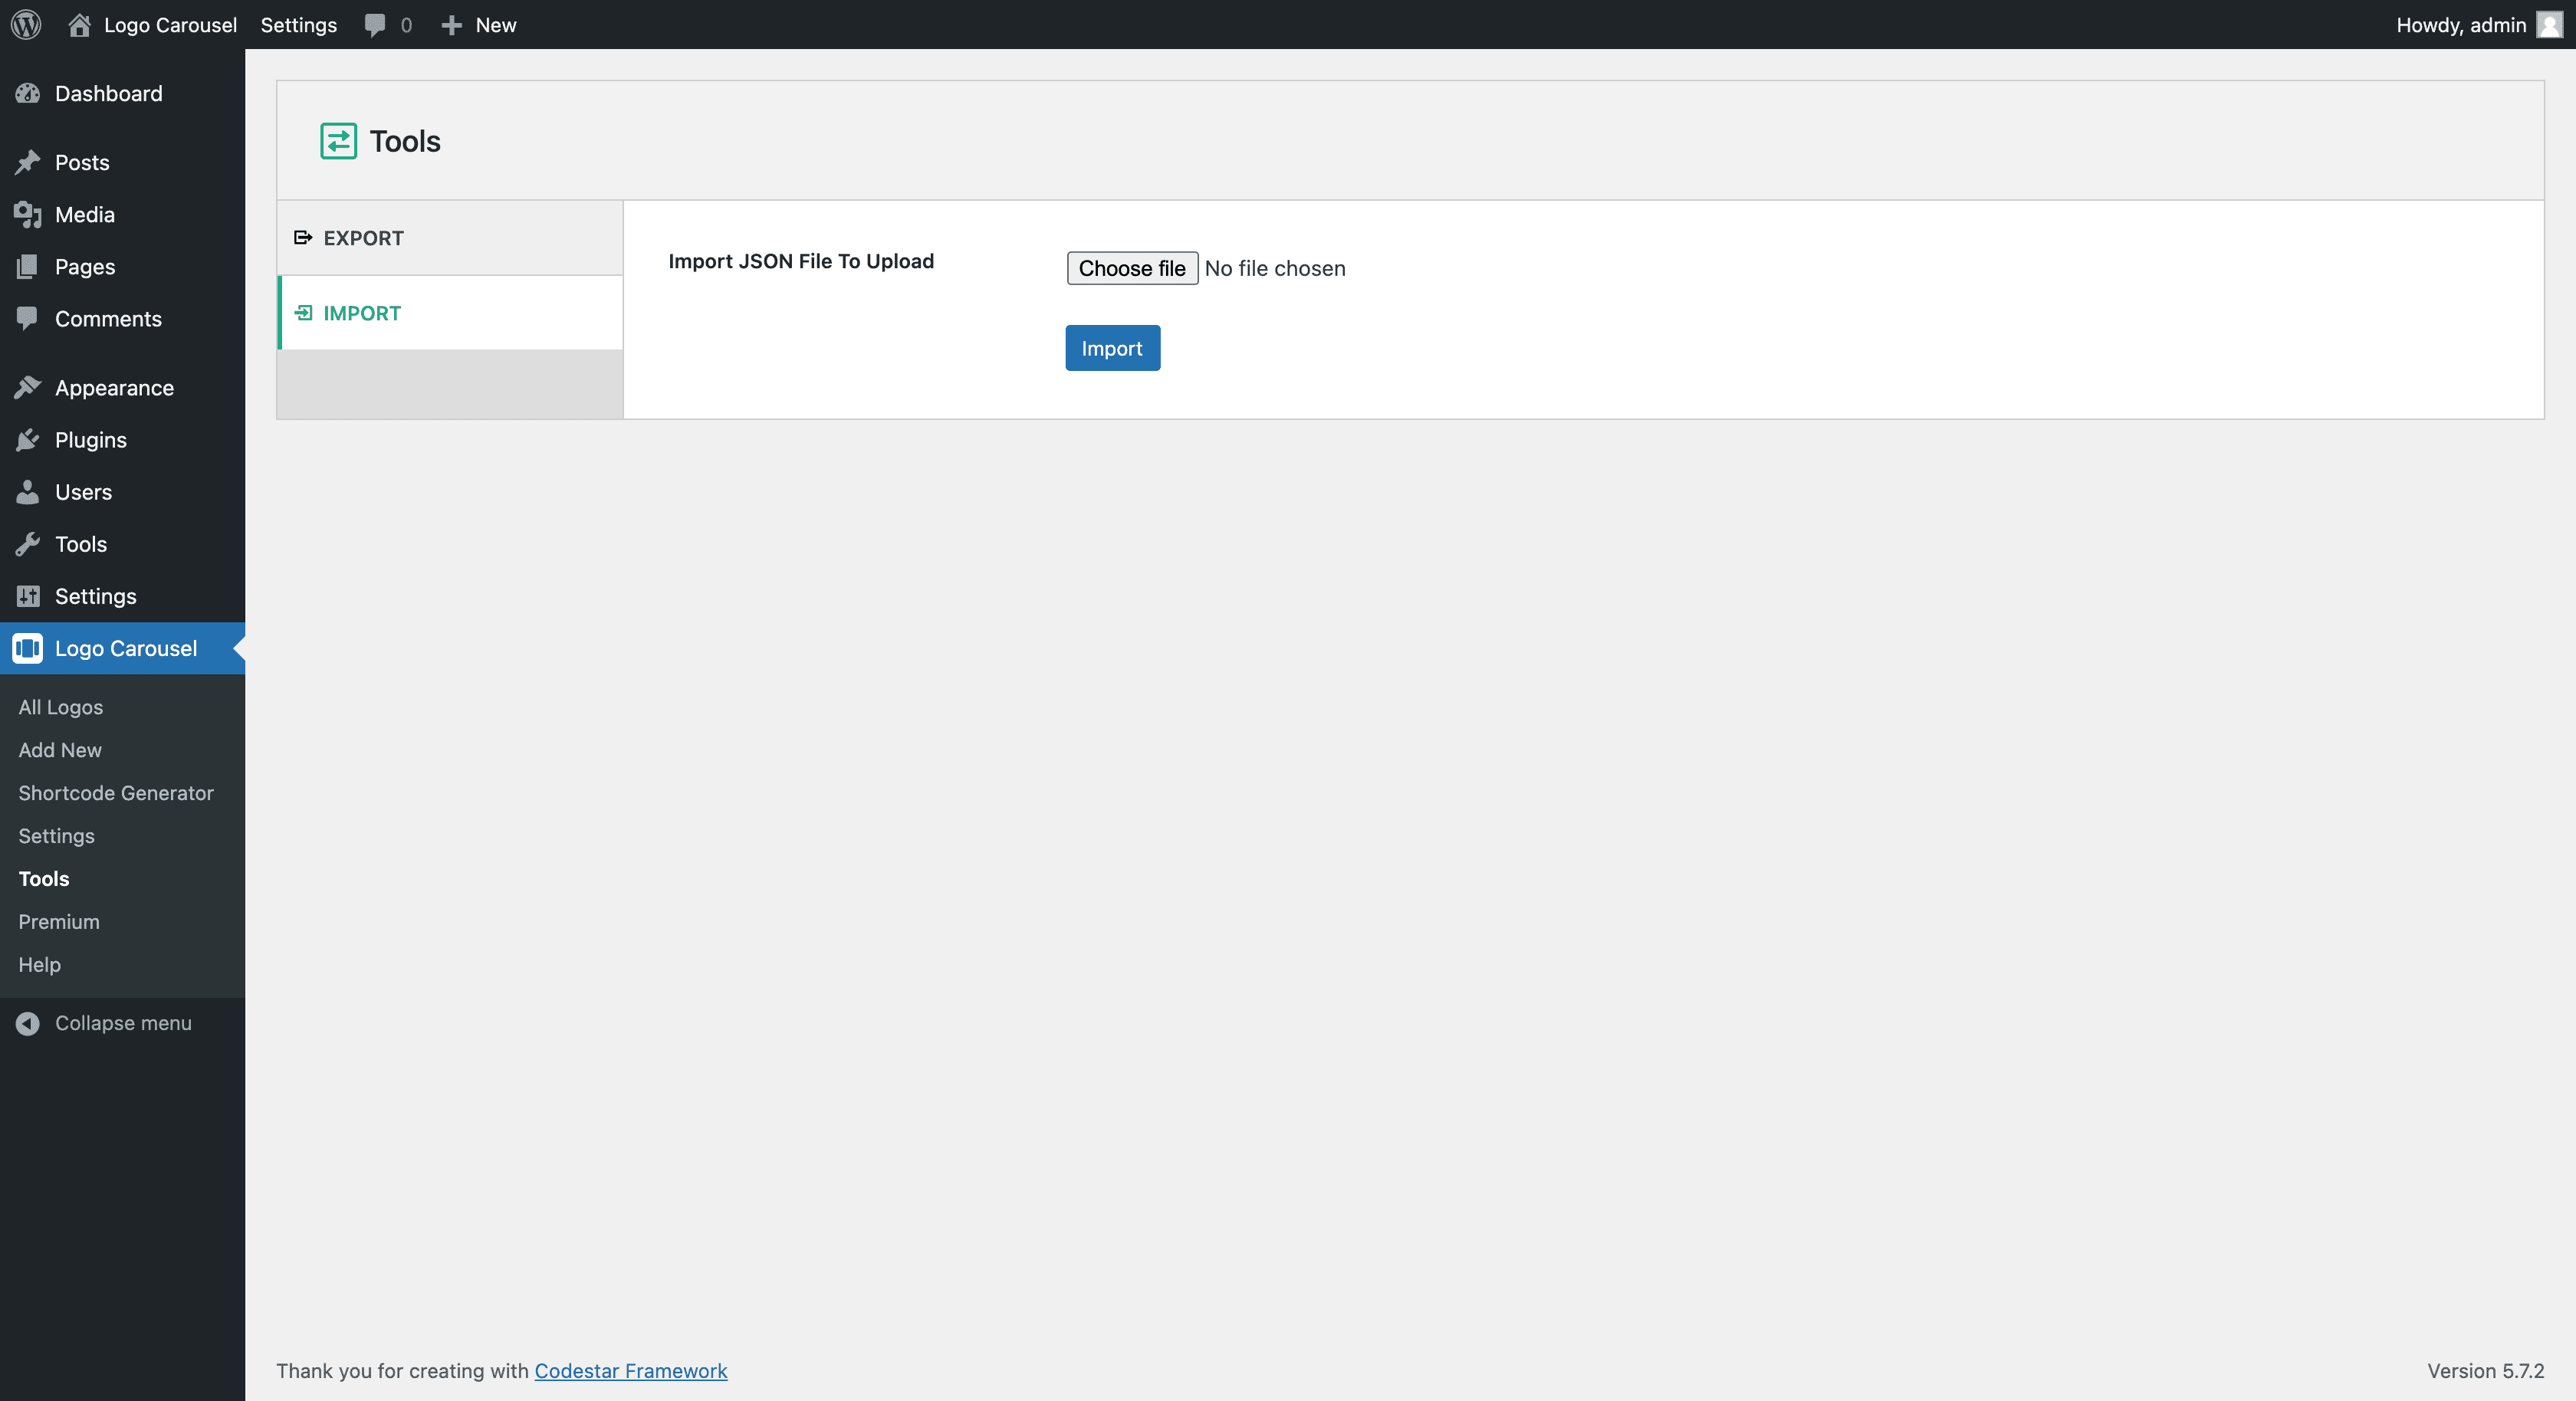 Logo Carousel Settings 0 New Howdy, admin
Dashboard
Posts
Media
Pages
Comments
Appearance
Plugins
Users
Tools
Settings
Logo Carousel
All Logos
Add New
Shortcode Generator
Settings
Tools
Premium
Help
Collapse menu
Tools
EXPORT
IMPORT
Import JSON File To Upload
Choose file No file chosen
Import
Thank you for creating with Codestar Framework
Version 5.7.2